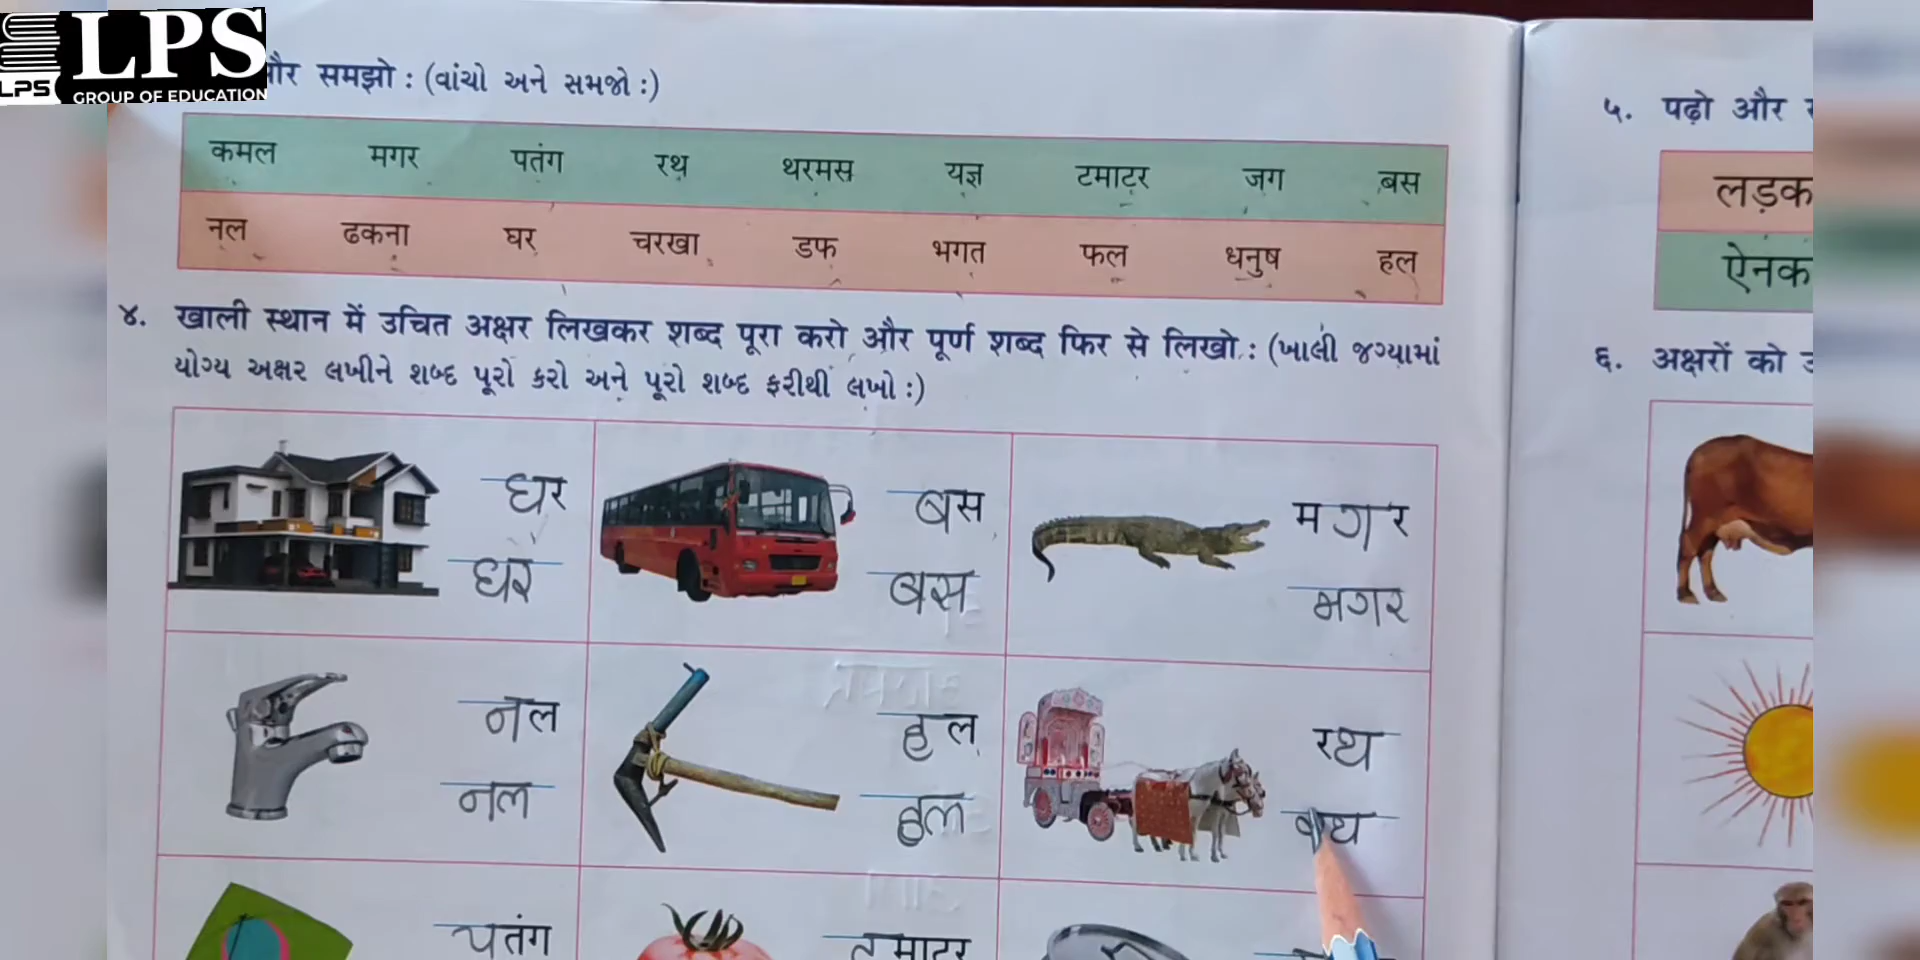 LPS
LPS
GROUP OF EDUCATION
और समझो : (વાંચો અને સમજો :)
कमल मगर पतंग रथ थरमस यज्ञ टमाटर जग बस
नल ढकना घर चरखा डफ भगत फल धनुष हल
४. खाली स्थान में उचित अक्षर लिखकर शब्द पूरा करो और पूर्ण शब्द फिर से लिखो : (ખાલી જગ્યામાં
યોગ્ય અક્ષર લખીને શબ્દ પૂરો કરો અને પૂરો શબ્દ ફરીથી લખો :)
घर बस मगर
घर बस मगर
नल हल रथ
नल हल
पतंग टमाटर
५. पढ़ो और
लड़क
ऐनक
६. अक्षरों को